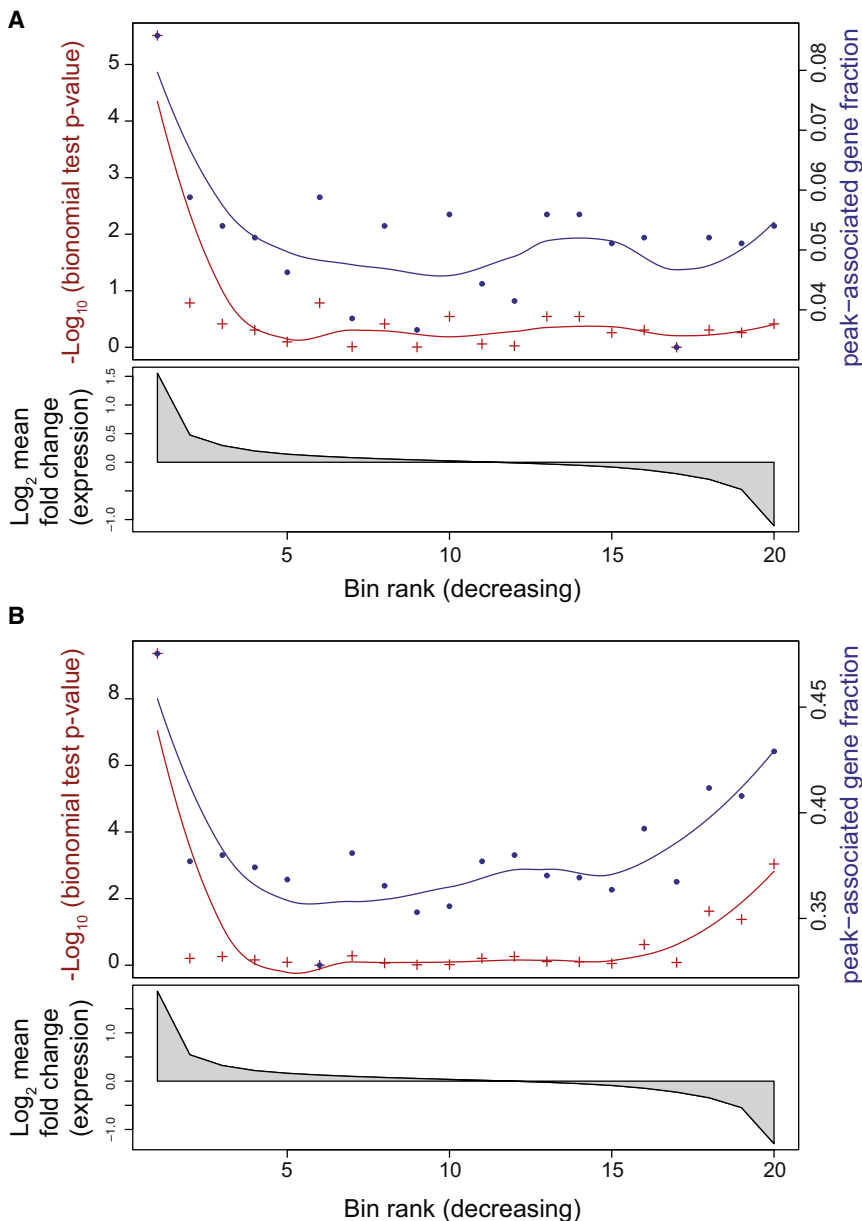 A
-Log10 (bionomial test p-value)
5
4
3
2
1
0
0.08
0.07
0.06
0.05
0.04
peak-associated gene fraction
Log2 mean
fold change
(expression)
1.5
1.0
0.5
0.0
-1.0
5 10 15 20
Bin rank (decreasing)
B
-Log10 (bionomial test p-value)
8
6
4
2
0
0.45
0.40
0.35
peak-associated gene fraction
Log2 mean
fold change
(expression)
1.0
0.0
-1.0
5 10 15 20
Bin rank (decreasing)